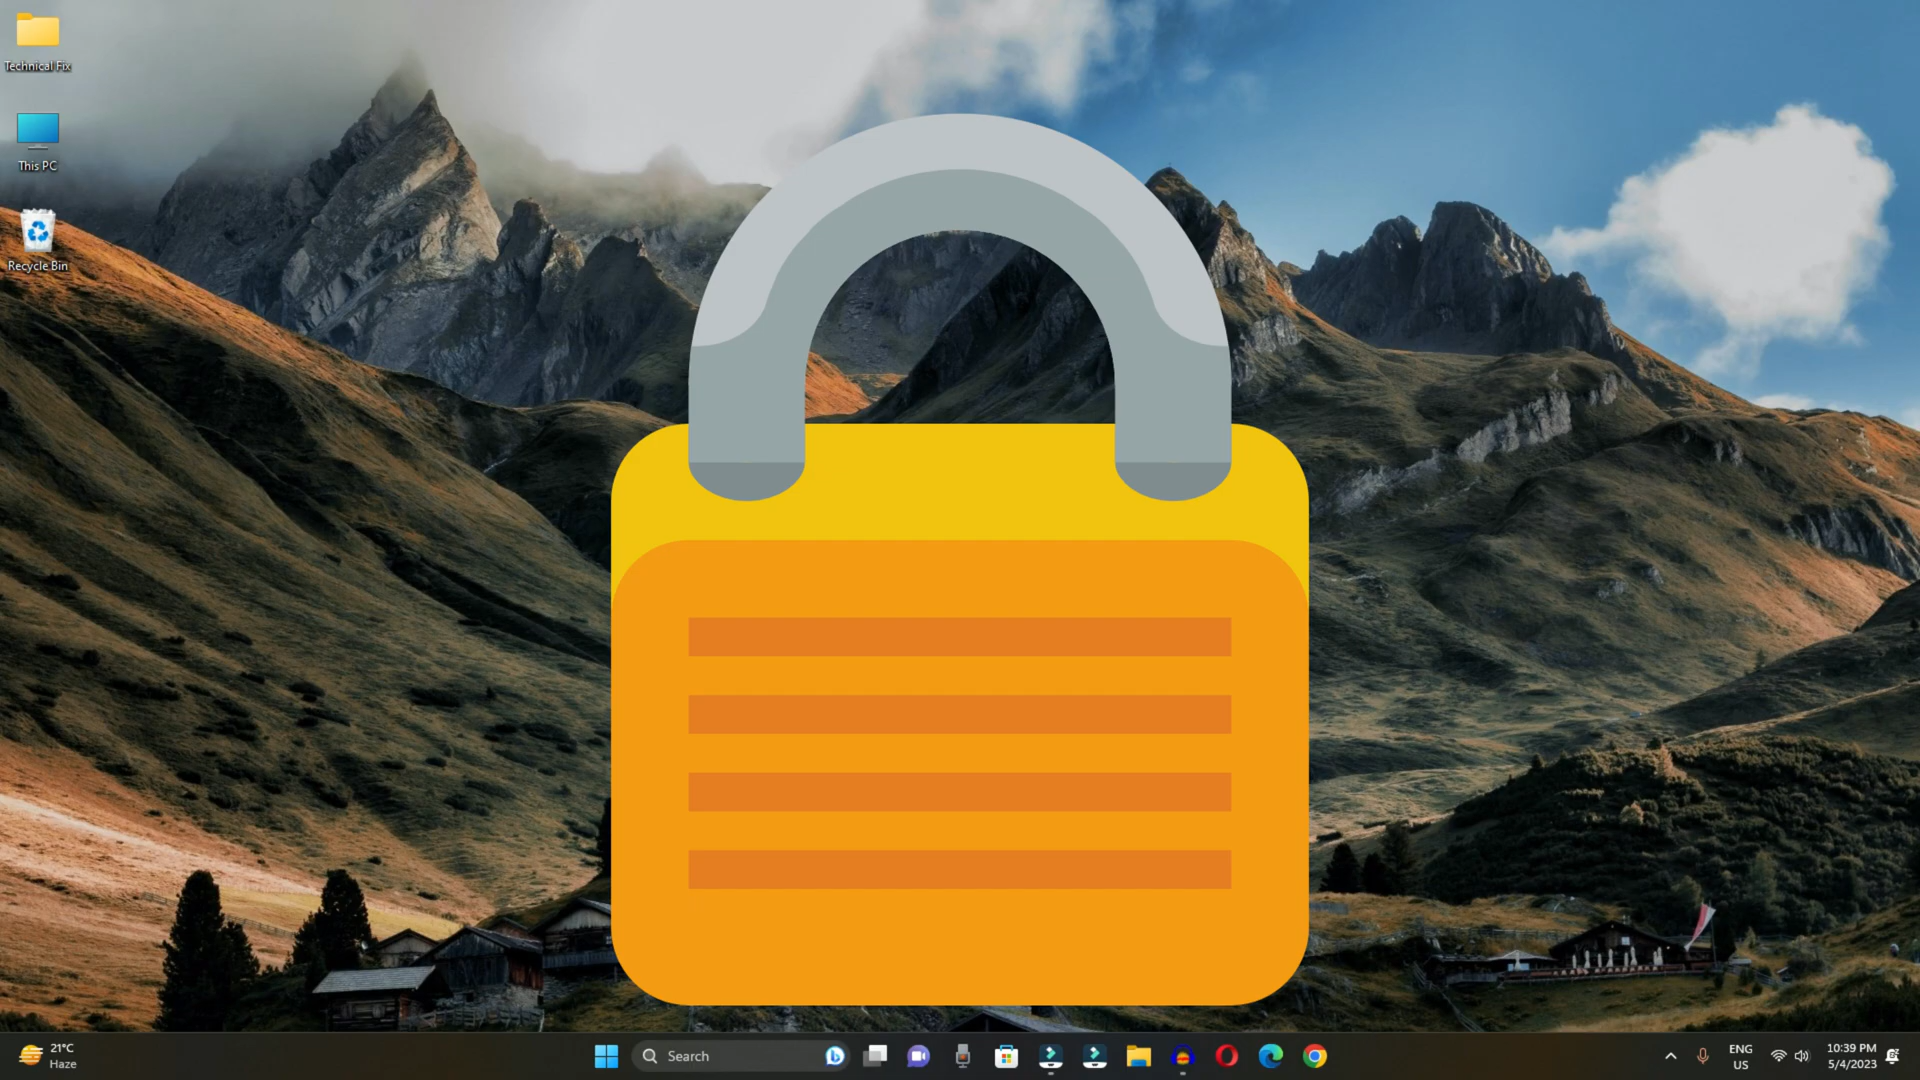 Technical Fix
This PC
Recycle Bin
21°C
Haze
Search
ENG
US
10:39 PM
5/4/2023